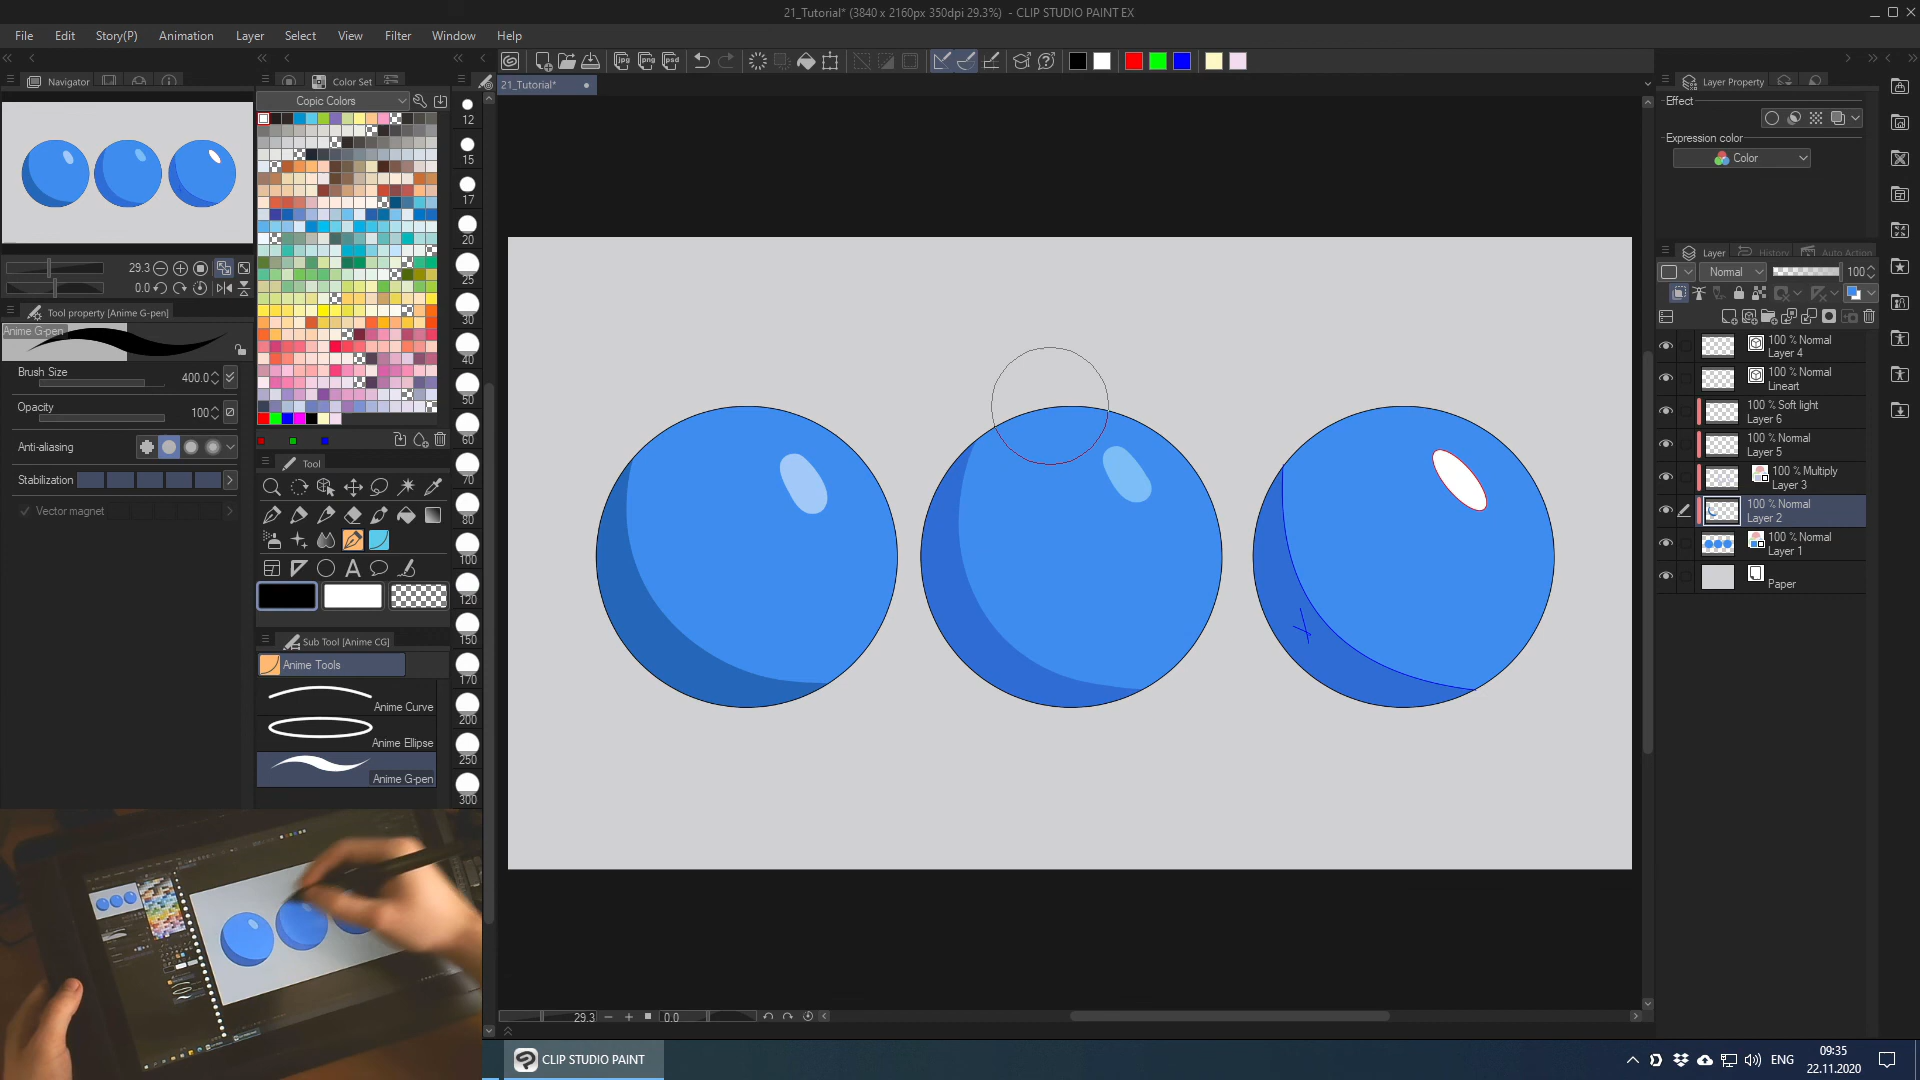 21_Tutorial* (3840 x 2160px 350dpi 29.3%) - CLIP STUDIO PAINT EX
File Edit Story(P) Animation Layer Select View Filter Window Help
Navigator
Color Set
21_Tutorial*
Layer Property
Copic Colors
Effect
Expression color
Color
12
15
17
20
25
30
40
50
60
70
80
100
120
150
170
200
250
300
29.3
0.0
Tool property [Anime G-pen]
Anime G-pen
Brush Size 400.0
Opacity 100
Anti-aliasing
Stabilization
Vector magnet
Tool
Sub Tool [Anime CG]
Anime Tools
Anime Curve
Anime Ellipse
Anime G-pen
Layer History Auto Action
Normal 100
100 % Normal
Layer 4
100 % Normal
Lineart
100 % Soft light
Layer 6
100 % Normal
Layer 5
100 % Multiply
Layer 3
100 % Normal
Layer 2
100 % Normal
Layer 1
Paper
29.3 0.0
CLIP STUDIO PAINT
ENG
09:35
22.11.2020